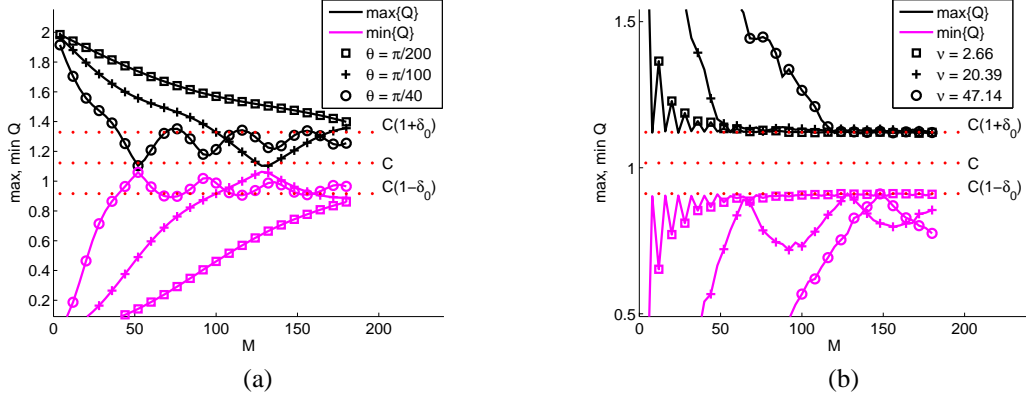 max{Q}
min{Q}
θ = π/200
θ = π/100
θ = π/40
C(1+δ₀)
C
C(1−δ₀)
2
1.8
1.6
1.4
1.2
1
0.8
0.6
0.4
0.2
max, min Q
0 50 100 150 200
M
(a)
max{Q}
min{Q}
ν = 2.66
ν = 20.39
ν = 47.14
C(1+δ₀)
C
C(1−δ₀)
1.5
1
0.5
max, min Q
0 50 100 150 200
M
(b)